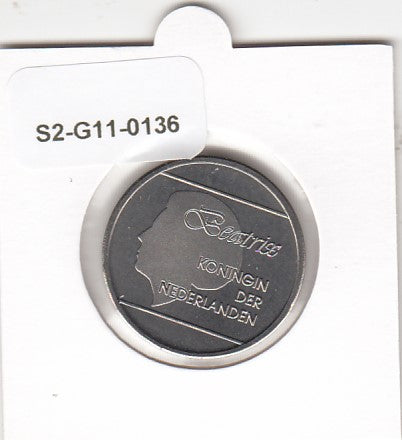 S2-G11-0136
Beatrix
KONINGIN
DER
NEDERLANDEN